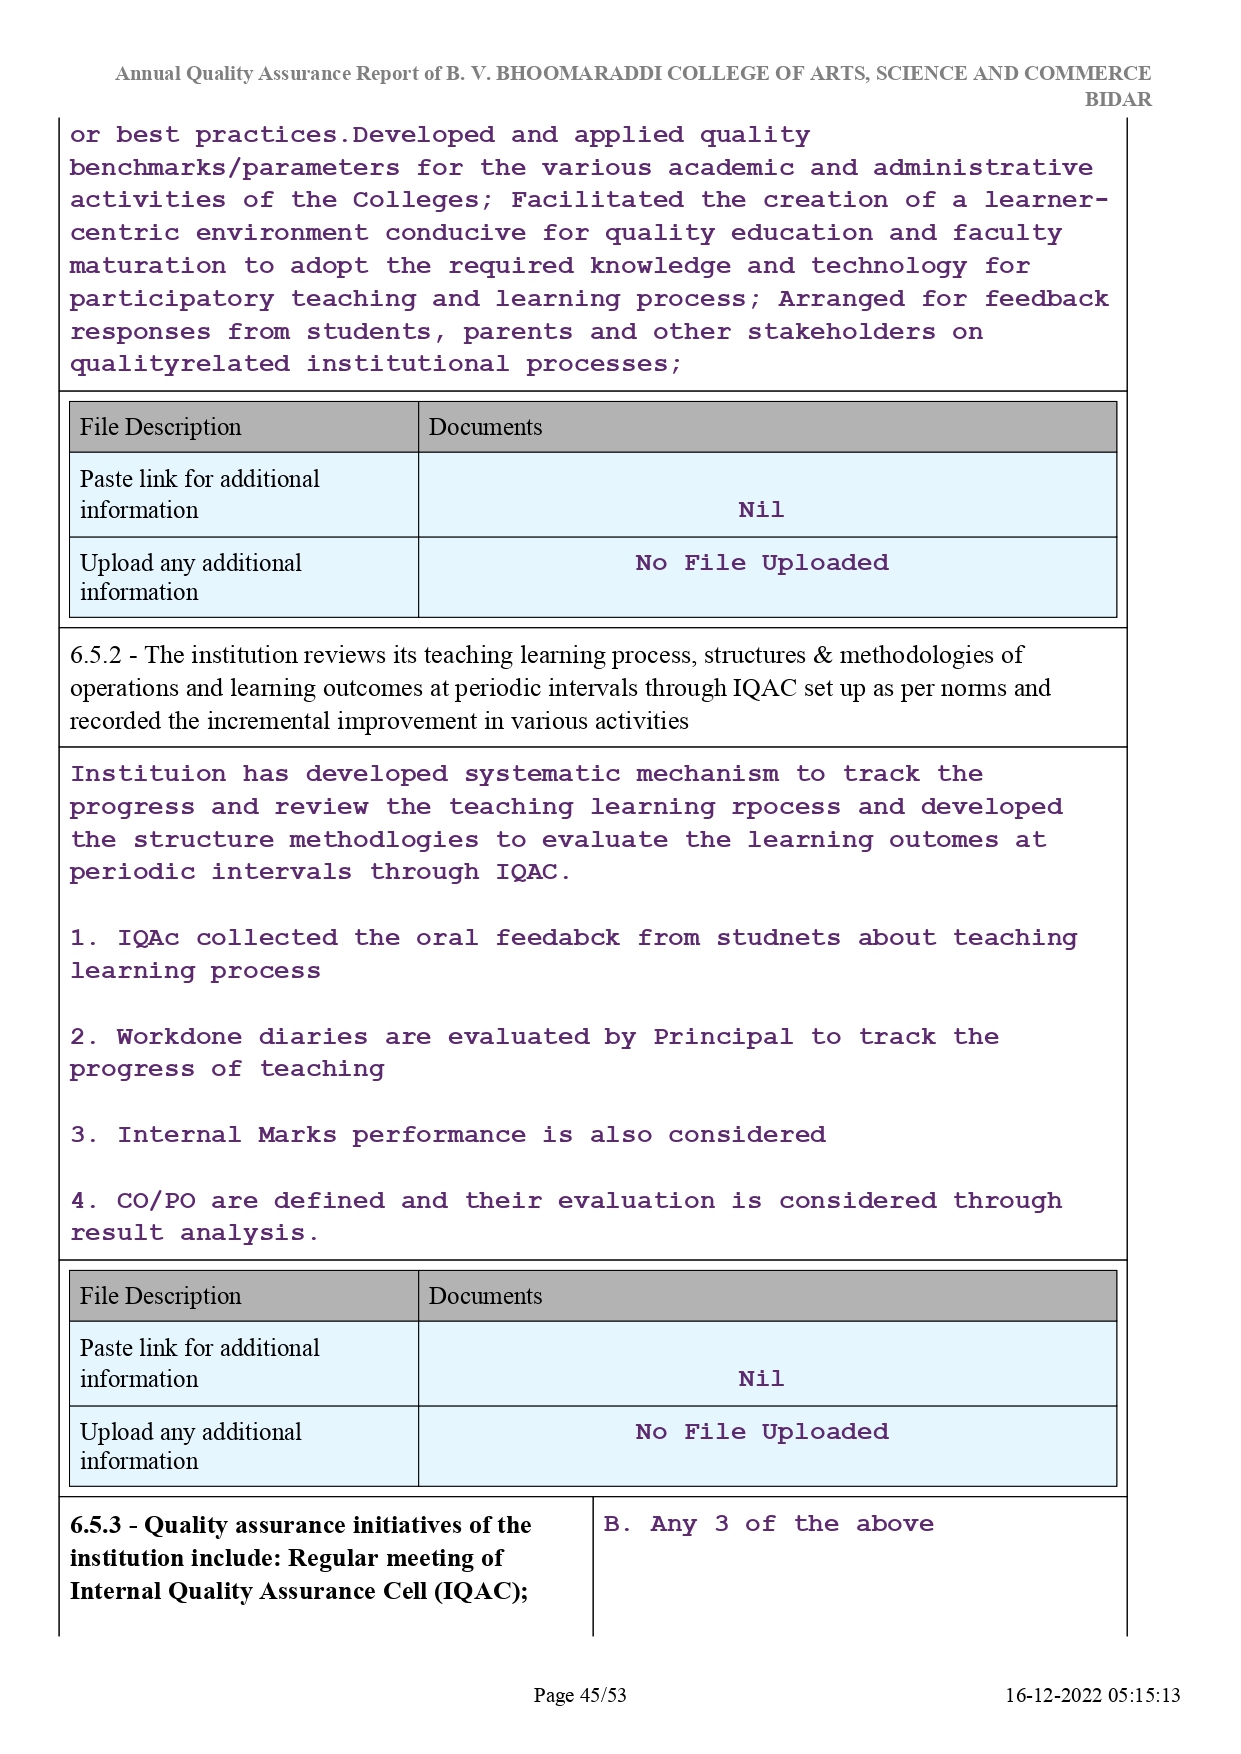 Annual Quality Assurance Report of B. V. BHOOMARADDI COLLEGE OF ARTS, SCIENCE AND COMMERCE
BIDAR
or best practices.Developed and applied quality
benchmarks/parameters for the various academic and administrative
activities of the Colleges; Facilitated the creation of a learner-
centric environment conducive for quality education and faculty
maturation to adopt the required knowledge and technology for
participatory teaching and learning process; Arranged for feedback
responses from students, parents and other stakeholders on
qualityrelated institutional processes;
File Description Documents
Paste link for additional
information Nil
Upload any additional No File Uploaded
information
6.5.2 - The institution reviews its teaching learning process, structures & methodologies of
operations and learning outcomes at periodic intervals through IQAC set up as per norms and
recorded the incremental improvement in various activities
Instituion has developed systematic mechanism to track the
progress and review the teaching learning rpocess and developed
the structure methodlogies to evaluate the learning outomes at
periodic intervals through IQAC.
1. IQAc collected the oral feedabck from studnets about teaching
learning process
2. Workdone diaries are evaluated by Principal to track the
progress of teaching
3. Internal Marks performance is also considered
4. CO/PO are defined and their evaluation is considered through
result analysis.
File Description Documents
Paste link for additional
information Nil
Upload any additional No File Uploaded
information
6.5.3 - Quality assurance initiatives of the B. Any 3 of the above
institution include: Regular meeting of
Internal Quality Assurance Cell (IQAC);
Page 45/53 16-12-2022 05:15:13